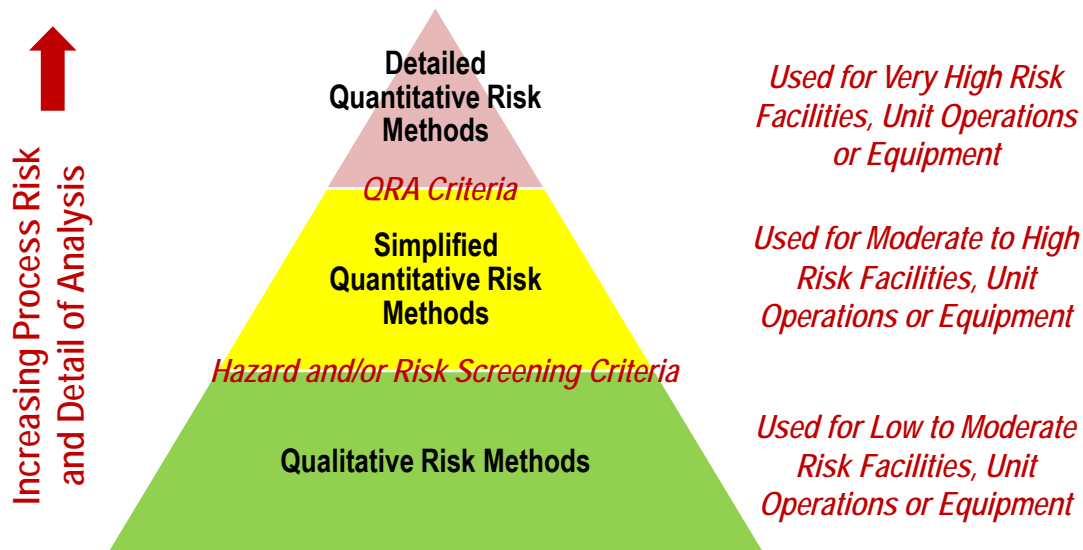 Increasing Process Risk
and Detail of Analysis
Detailed
Quantitative Risk
Methods
Used for Very High Risk
Facilities, Unit Operations
or Equipment
QRA Criteria
Simplified
Quantitative Risk
Methods
Used for Moderate to High
Risk Facilities, Unit
Operations or Equipment
Hazard and/or Risk Screening Criteria
Qualitative Risk Methods
Used for Low to Moderate
Risk Facilities, Unit
Operations or Equipment